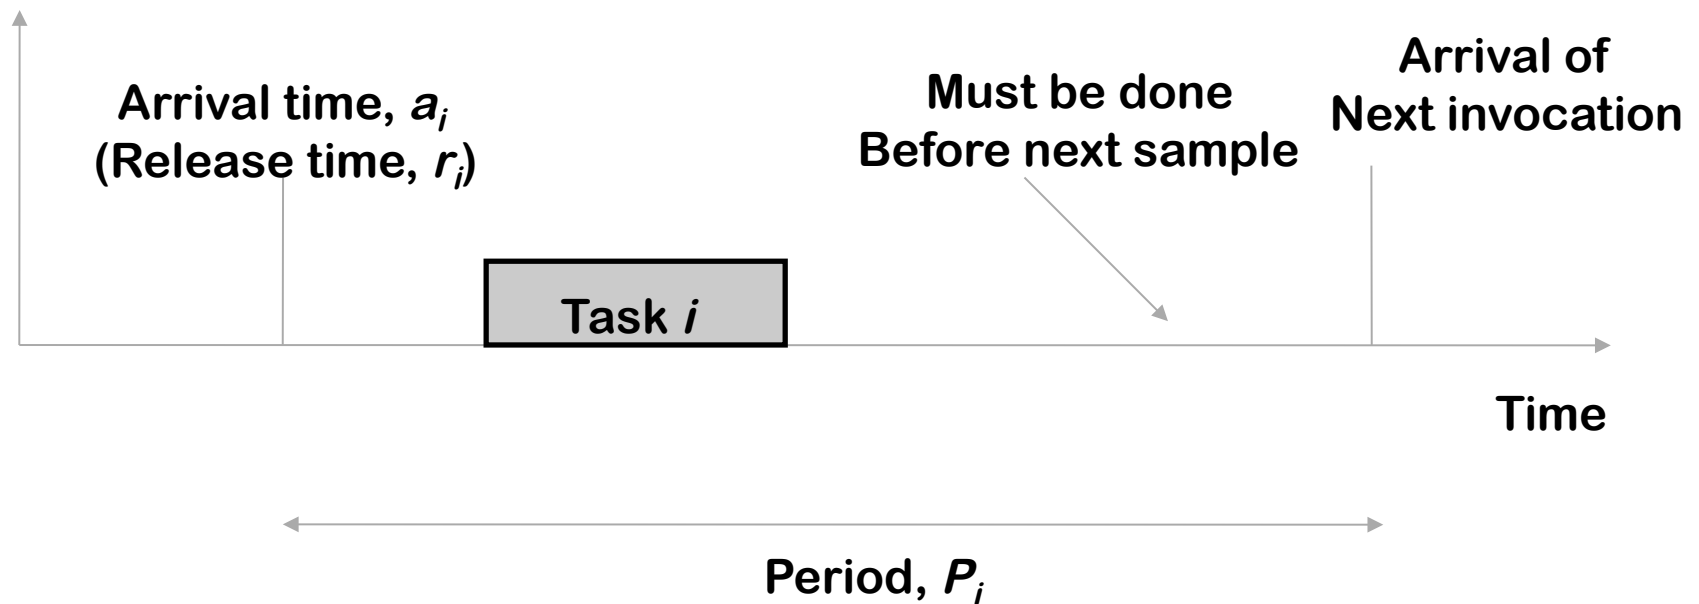 Arrival time, aᵢ
(Release time, rᵢ)
Must be done
Before next sample
Arrival of
Next invocation
Task i
Time
Period, Pᵢ